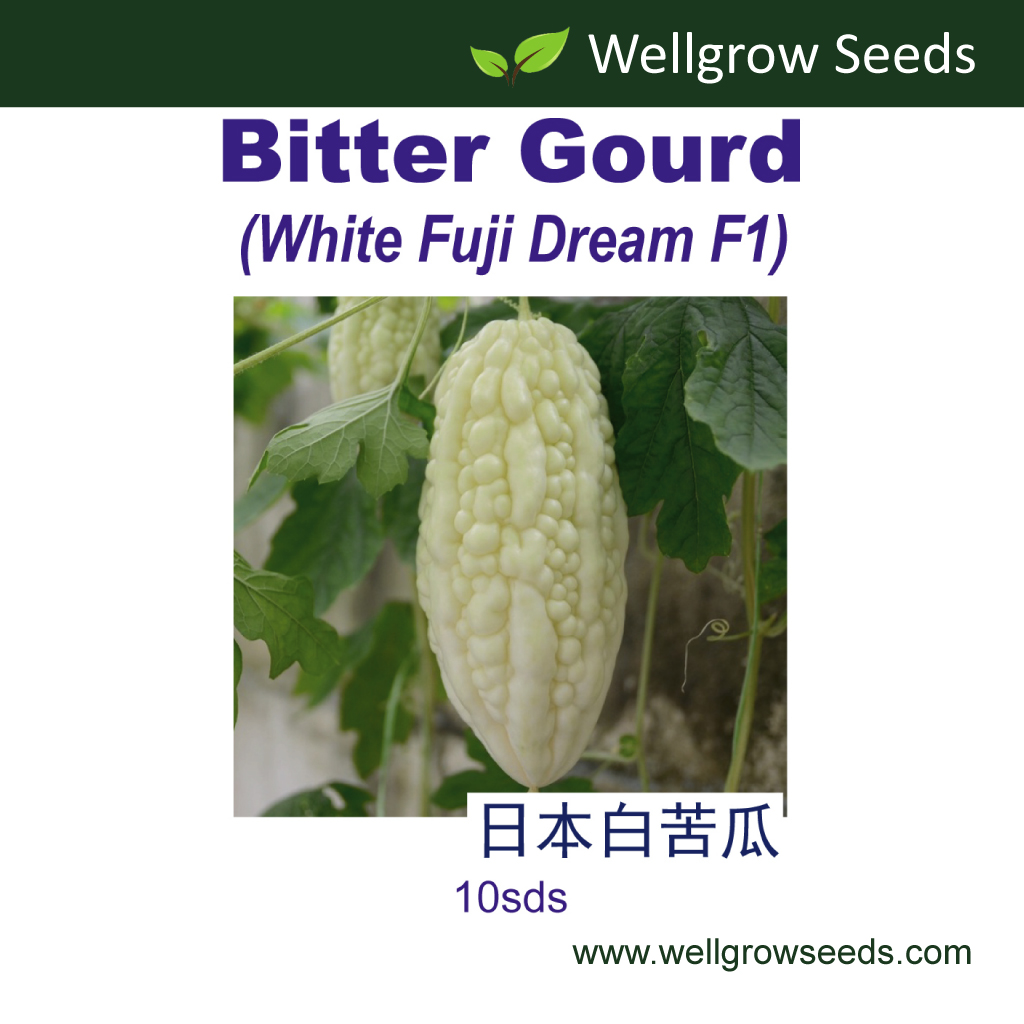 Wellgrow Seeds
Bitter Gourd
(White Fuji Dream F1)
日本白苦瓜
10sds
www.wellgrowseeds.com